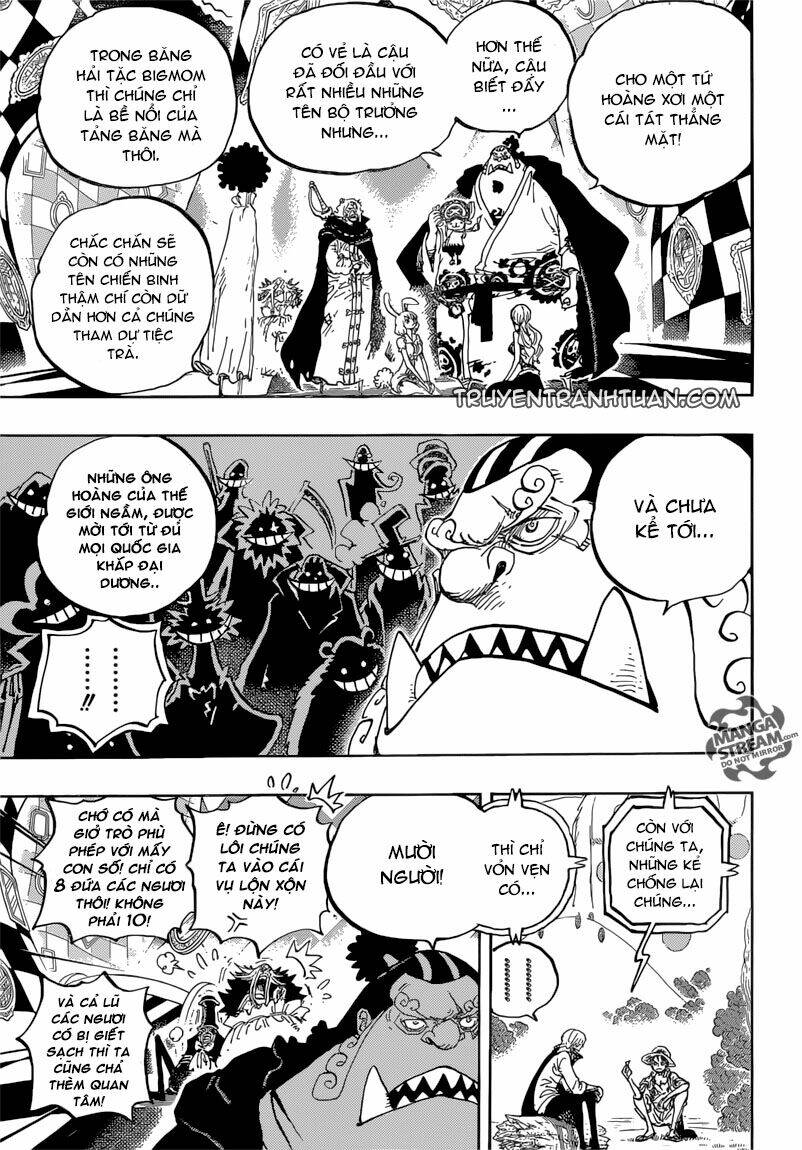 CHO MỘT TỨ
HOÀNG XƠI MỘT
CÁI TÁT THẲNG
MẶT!
HƠN THẾ
NỮA, CẬU
BIẾT ĐẤY
...
CÓ VẺ LÀ CẬU
ĐÃ ĐỐI ĐẦU VỚI
RẤT NHIỀU NHỮNG
TÊN BỘ TRƯỞNG
NHƯNG...
TRONG BĂNG
HẢI TẶC BIGMOM
THÌ CHÚNG CHỈ
LÀ BỀ NỔI CỦA
TẢNG BĂNG MÀ
THÔI.
CHẮC CHẮN SẼ
CÒN CÓ NHỮNG
TÊN CHIẾN BINH
THẬM CHÍ CÒN DỮ
DẰN HƠN CẢ CHÚNG
THAM DỰ TIỆC
TRÀ.
TRUYENTRANHTUAN.COM
VÀ CHƯA
KỂ TỚI...
NHỮNG ÔNG
HOÀNG CỦA THẾ
GIỚI NGẦM, ĐƯỢC
MỜI TỚI TỪ ĐỦ
MỌI QUỐC GIA
KHẮP ĐẠI
DƯƠNG..
......!!
MANGA
STREAM.com
DO NOT MIRROR
CÒN VỚI
CHÚNG TA,
NHỮNG KẺ
CHỐNG LẠI
CHÚNG...
THÌ CHỈ
VỎN VẸN
CÓ...
......
MƯỜI
NGƯỜI!
Ê! ĐỪNG CÓ
LÔI CHÚNG
TA VÀO CÁI
VỤ LỘN XỘN
NÀY!
CHỚ CÓ MÀ
GIỞ TRÒ PHÙ
PHÉP VỚI MẤY
CON SỐ! CHỈ CÓ
8 ĐỨA CÁC NGƯƠI
THÔI! KHÔNG
PHẢI 10!
VÀ CẢ LŨ
CÁC NGƯƠI
CÓ BỊ GIẾT
SẠCH THÌ TA
CŨNG CHẢ
THÈM QUAN
TÂM!